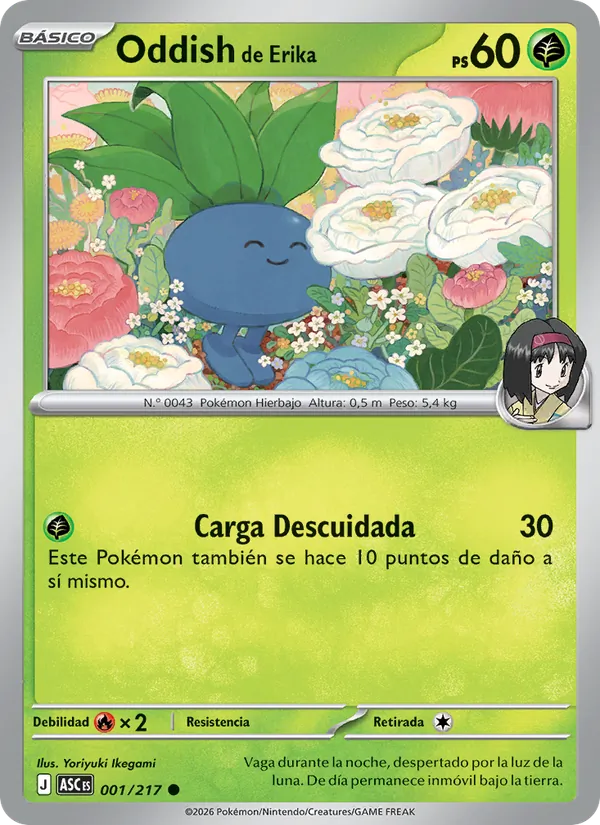 BÁSICO
Oddish de Erika
PS 60
N.º 0043 Pokémon Hierbajo Altura: 0,5 m Peso: 5,4 kg
Carga Descuidada 30
Este Pokémon también se hace 10 puntos de daño a
sí mismo.
Debilidad ×2 Resistencia Retirada
Ilus. Yoriyuki Ikegami
Vaga durante la noche, despertado por la luz de la
luna. De día permanece inmóvil bajo la tierra.
J ASC ES 001/217
©2026 Pokémon/Nintendo/Creatures/GAME FREAK